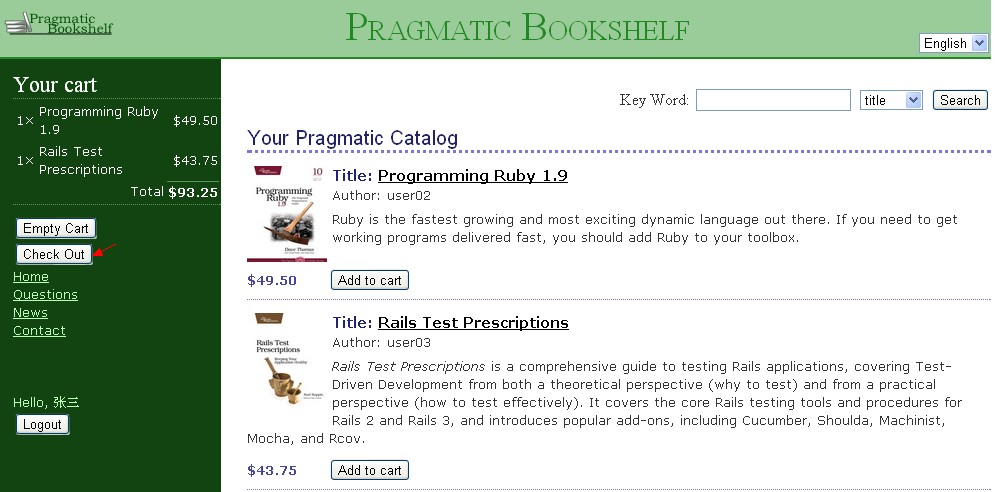 Pragmatic
Bookshelf
PRAGMATIC BOOKSHELF
English
Your cart
1× Programming Ruby 1.9 $49.50
1× Rails Test Prescriptions $43.75
Total $93.25
Empty Cart
Check Out
Home
Questions
News
Contact
Hello, 张三
Logout
Key Word: title Search
Your Pragmatic Catalog
10
Programming
Ruby 1.9
Dave Thomas
Title: Programming Ruby 1.9
Author: user02
Ruby is the fastest growing and most exciting dynamic language out there. If you need to get
working programs delivered fast, you should add Ruby to your toolbox.
$49.50 Add to cart
Rails Test
Prescriptions
Title: Rails Test Prescriptions
Author: user03
Rails Test Prescriptions is a comprehensive guide to testing Rails applications, covering Test-
Driven Development from both a theoretical perspective (why to test) and from a practical
perspective (how to test effectively). It covers the core Rails testing tools and procedures for
Rails 2 and Rails 3, and introduces popular add-ons, including Cucumber, Shoulda, Machinist,
Mocha, and Rcov.
$43.75 Add to cart